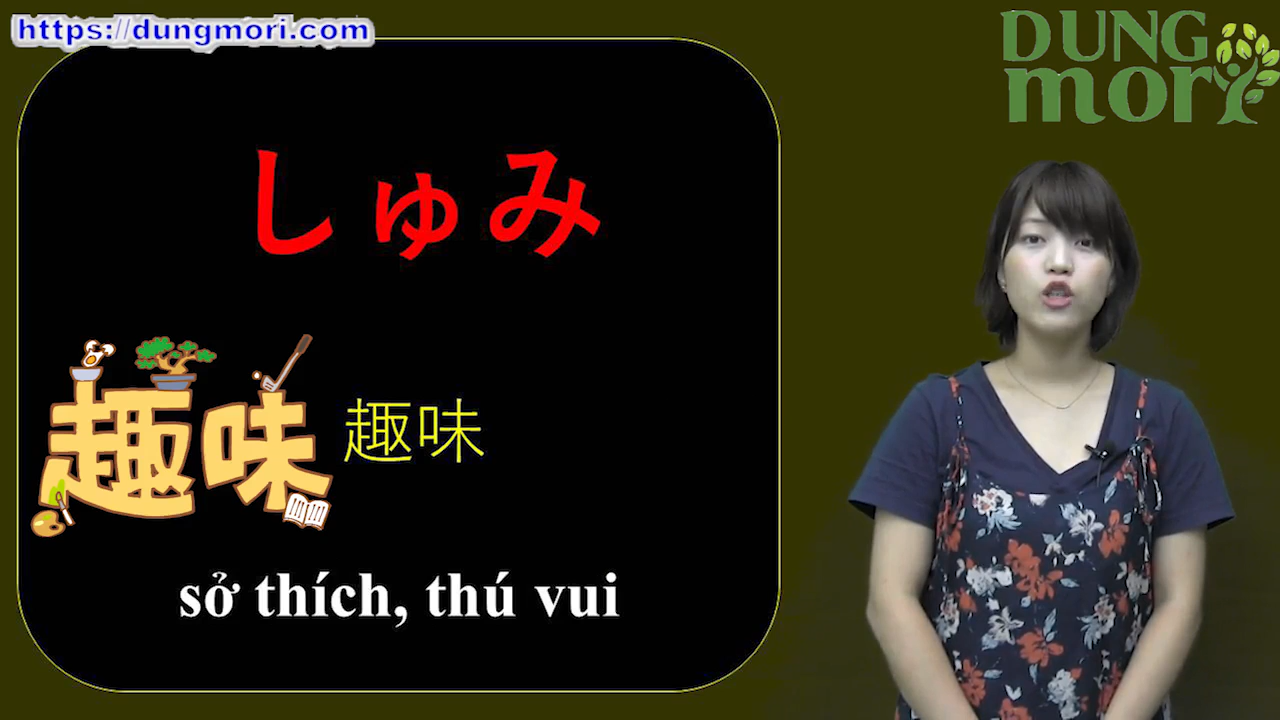 https://dungmori.com
DUNG
mori
しゅみ
趣味
趣味
sở thích, thú vui